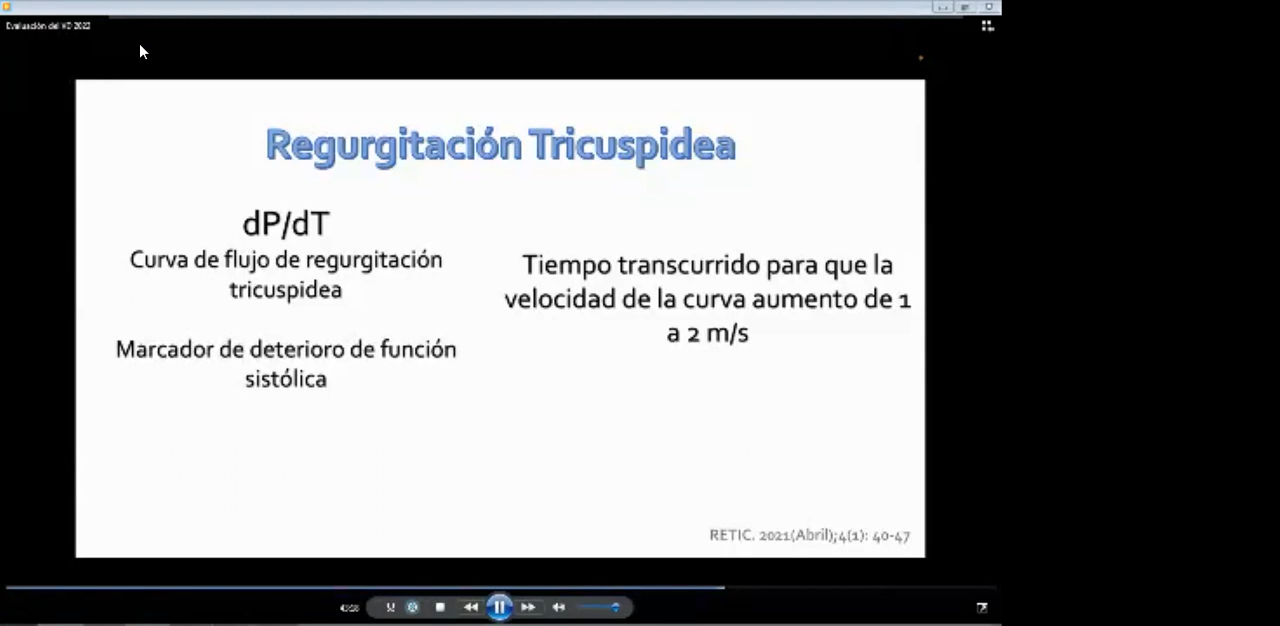 Evaluación del VD 2022
Regurgitación Tricuspidea
dP/dT
Curva de flujo de regurgitación
tricuspidea
Marcador de deterioro de función
sistólica
Tiempo transcurrido para que la
velocidad de la curva aumento de 1
a 2 m/s
RETIC. 2021(Abril);4(1): 40-47